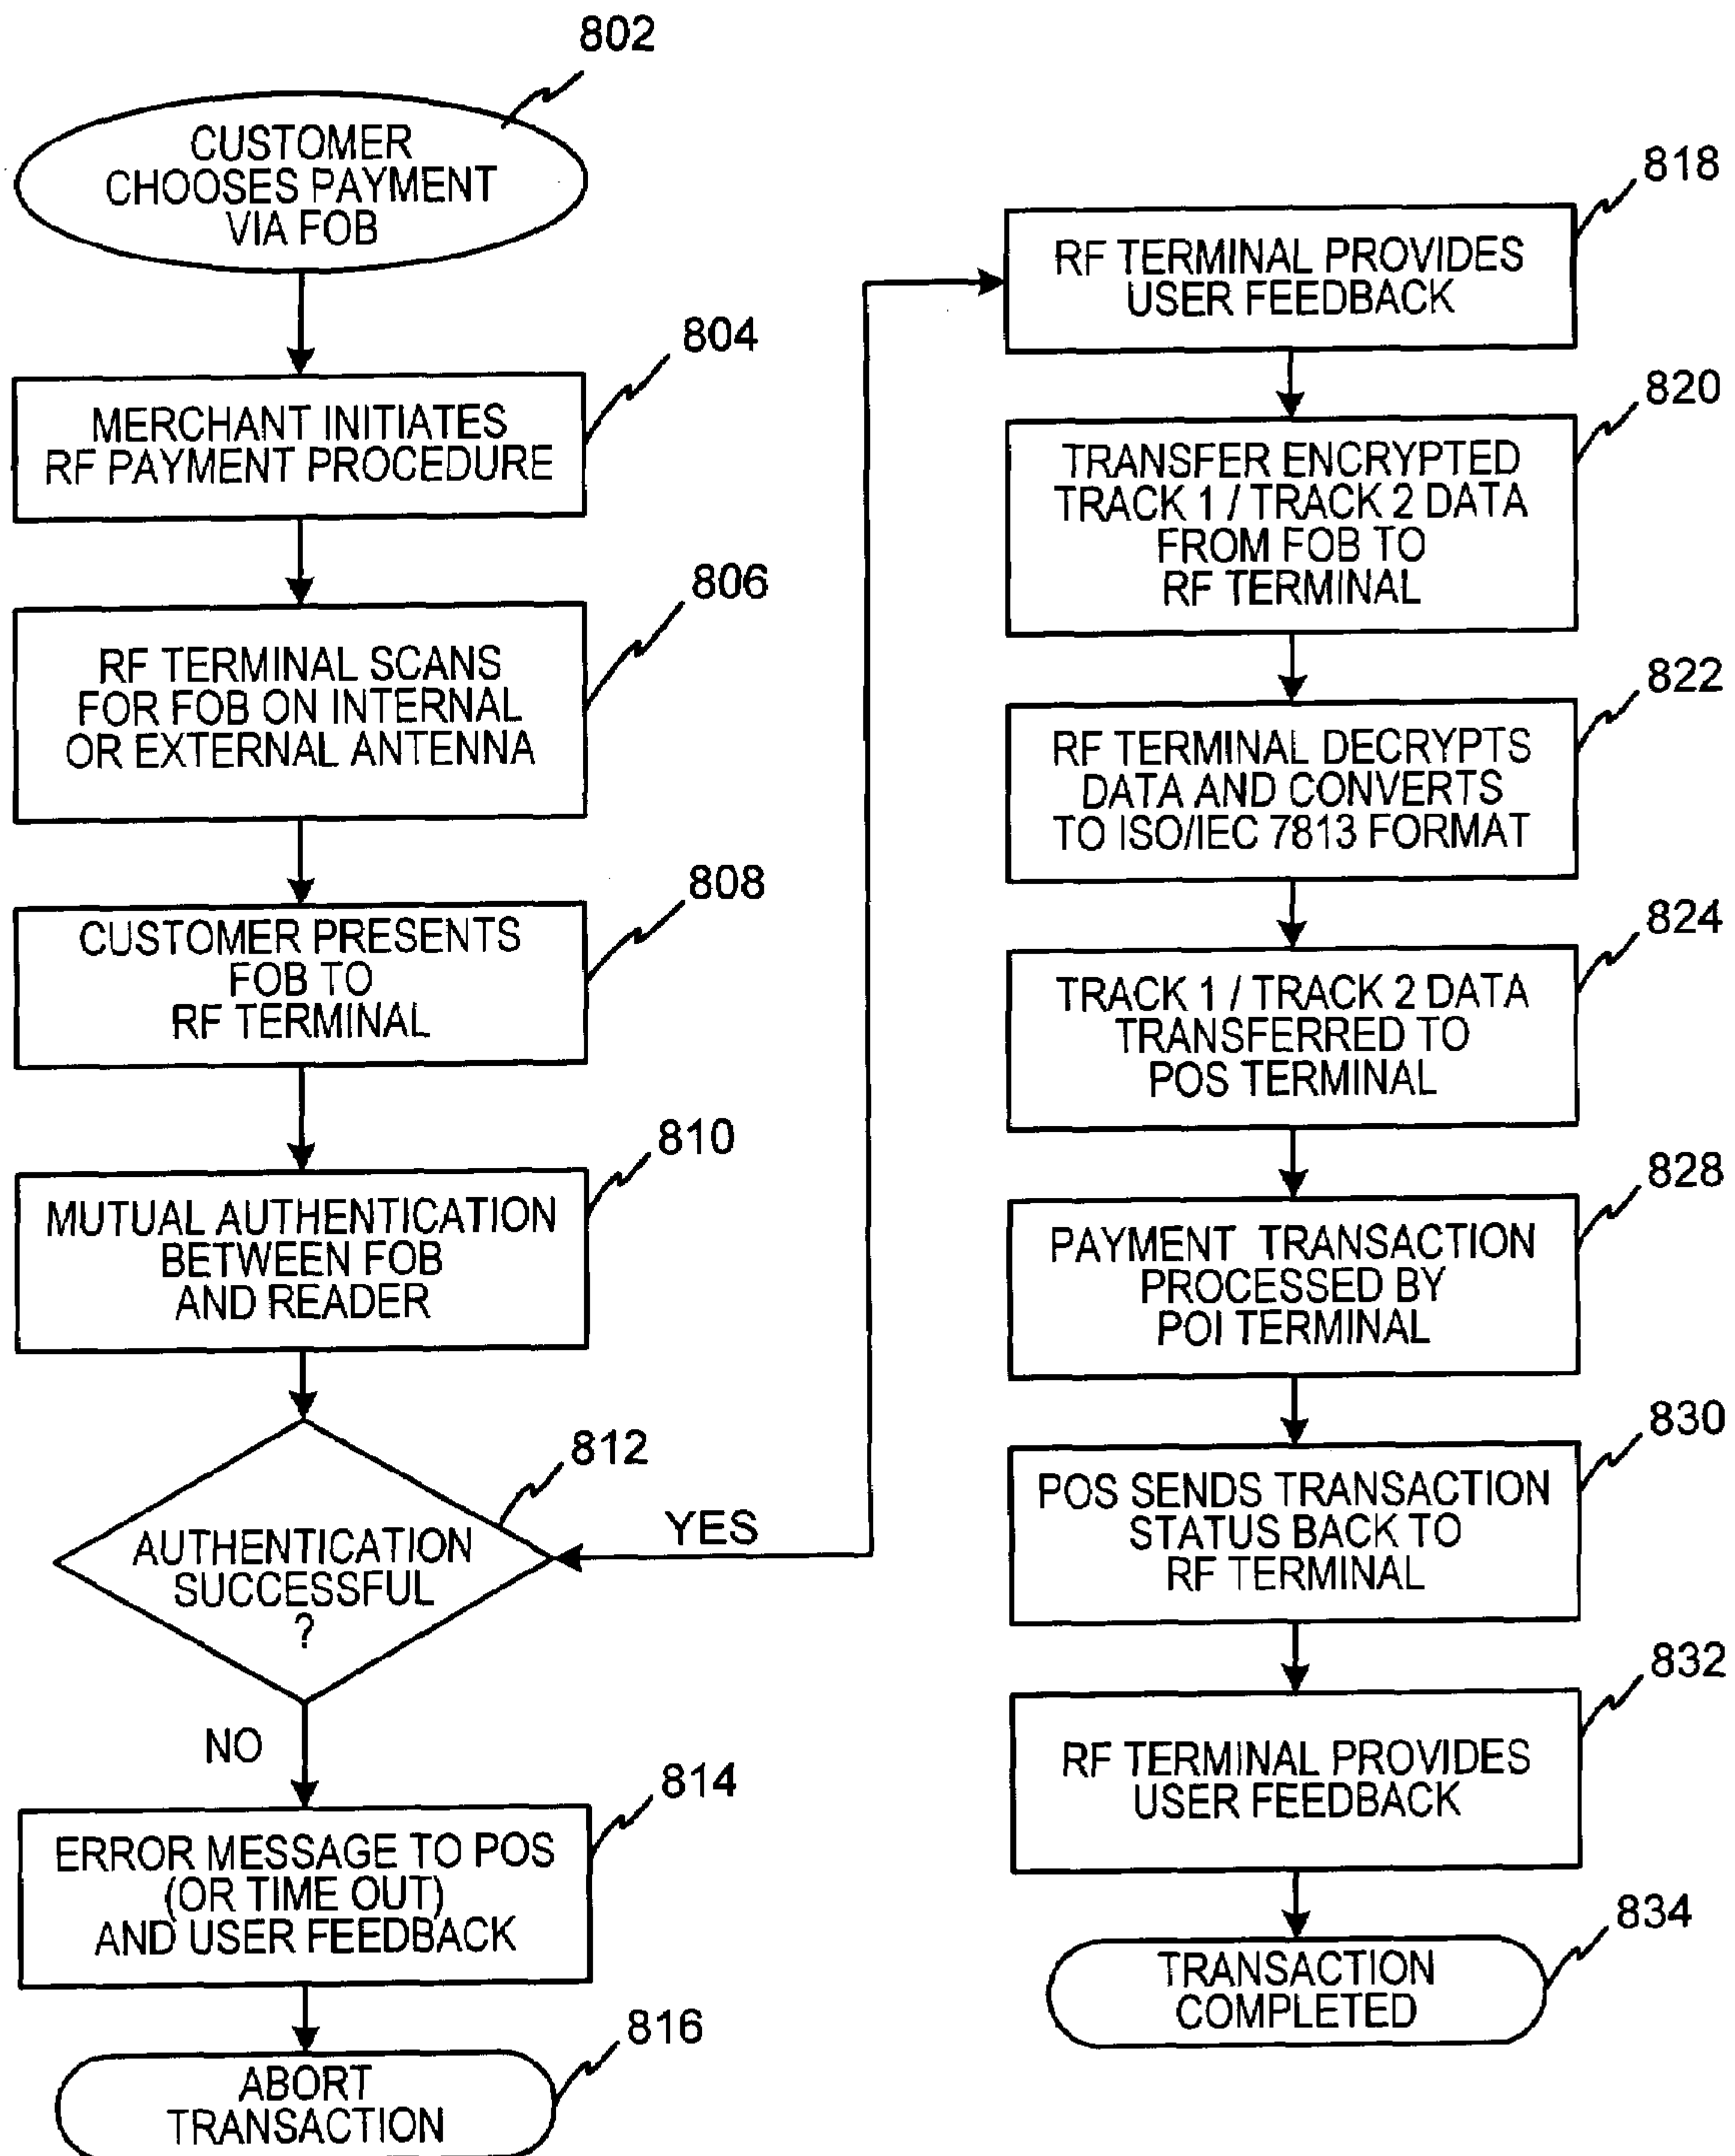 802
CUSTOMER
CHOOSES PAYMENT
VIA FOB
804
MERCHANT INITIATES
RF PAYMENT PROCEDURE
806
RF TERMINAL SCANS
FOR FOB ON INTERNAL
OR EXTERNAL ANTENNA
808
CUSTOMER PRESENTS
FOB TO
RF TERMINAL
810
MUTUAL AUTHENTICATION
BETWEEN FOB
AND READER
812
AUTHENTICATION
SUCCESSFUL
?
YES
NO
814
ERROR MESSAGE TO POS
(OR TIME OUT)
AND USER FEEDBACK
816
ABORT
TRANSACTION
818
RF TERMINAL PROVIDES
USER FEEDBACK
820
TRANSFER ENCRYPTED
TRACK 1 / TRACK 2 DATA
FROM FOB TO
RF TERMINAL
822
RF TERMINAL DECRYPTS
DATA AND CONVERTS
TO ISO/IEC 7813 FORMAT
824
TRACK 1 / TRACK 2 DATA
TRANSFERRED TO
POS TERMINAL
828
PAYMENT TRANSACTION
PROCESSED BY
POI TERMINAL
830
POS SENDS TRANSACTION
STATUS BACK TO
RF TERMINAL
832
RF TERMINAL PROVIDES
USER FEEDBACK
834
TRANSACTION
COMPLETED